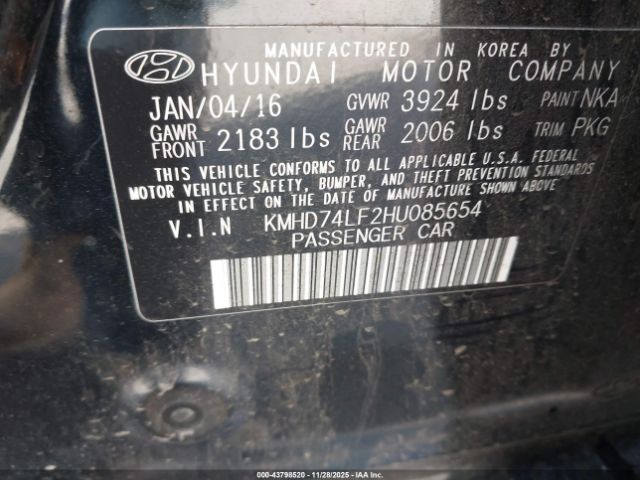 MANUFACTURED IN KOREA BY
HYUNDAI MOTOR COMPANY
JAN/04/16 GVWR 3924 lbs PAINT NKA
GAWR FRONT 2183 lbs GAWR REAR 2006 lbs TRIM PKG
THIS VEHICLE CONFORMS TO ALL APPLICABLE U.S.A. FEDERAL
MOTOR VEHICLE SAFETY, BUMPER, AND THEFT PREVENTION STANDARDS
IN EFFECT ON THE DATE OF MANUFACTURE SHOWN ABOVE.
V.I.N KMHD74LF2HU085654
PASSENGER CAR
000-43798520 | 11/28/2025 | IAA, Inc.